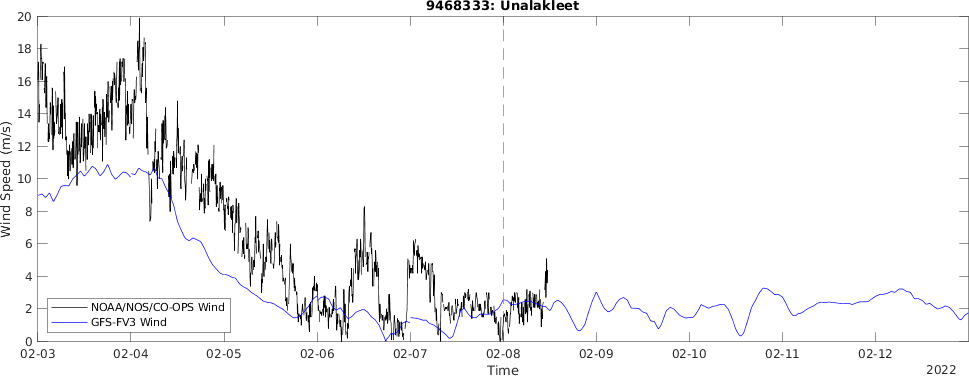 9468333: Unalakleet
Wind Speed (m/s)
20
18
16
14
12
10
8
6
4
2
0
NOAA/NOS/CO-OPS Wind
GFS-FV3 Wind
02-03 02-04 02-05 02-06 02-07 02-08 02-09 02-10 02-11 02-12
Time
2022